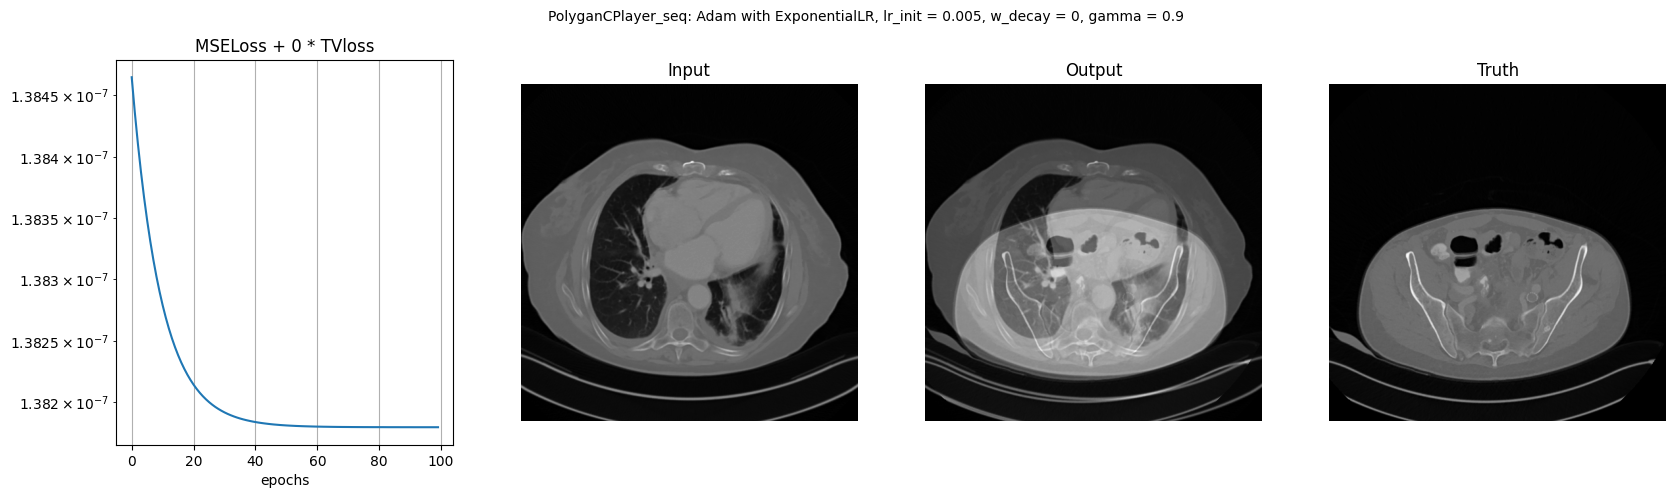 PolyganCPlayer_seq: Adam with ExponentialLR, lr_init = 0.005, w_decay = 0, gamma = 0.9
MSELoss + 0 * TVloss
1.3845 × 10⁻⁷
1.384 × 10⁻⁷
1.3835 × 10⁻⁷
1.383 × 10⁻⁷
1.3825 × 10⁻⁷
1.382 × 10⁻⁷
0 20 40 60 80 100
epochs
Input
Output
Truth